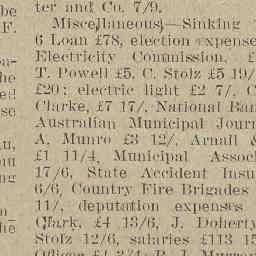 be
F.
ter and Co. 7/9.
Miscellaneous,—Sinking
6 Loan £78, election expense
Electricity Commission, £
T. Powell £5, C. Stolz £5 19/
£20; electric light £2 7/, C
Clarke, £7 17/, National Ban
Australian Municipal Journ
A. Munro £3 12/, Arnall &
£1 11/4, Municipal Assoc
17/6, State Accident Insu
6/6, Country Fire Brigades
11/, deputation expenses
Clark, £4 13/6, J. Doherty
Stolz 12/6, salaries £113 15